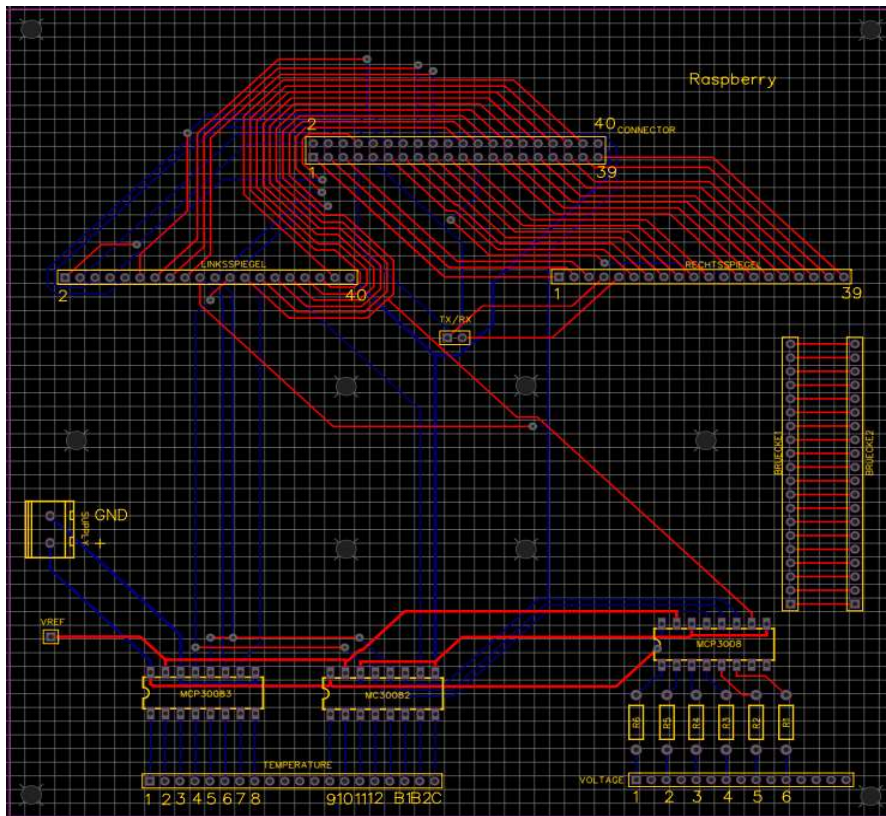 Raspberry
2
40 CONNECTOR
1
39
LINKSSPIEGEL
RECHTSSPIEGEL
2
40
1
39
TX/RX
BRUECKE1
BRUECKE2
GND
SUPPLY
+
VREF
MCP3008
MCP30083
MC30082
R6 R5 R4 R3 R2 R1
TEMPERATURE
VOLTAGE
1 2 3 4 5 6 7 8 9 10 11 12 B1 B2 C
1 2 3 4 5 6